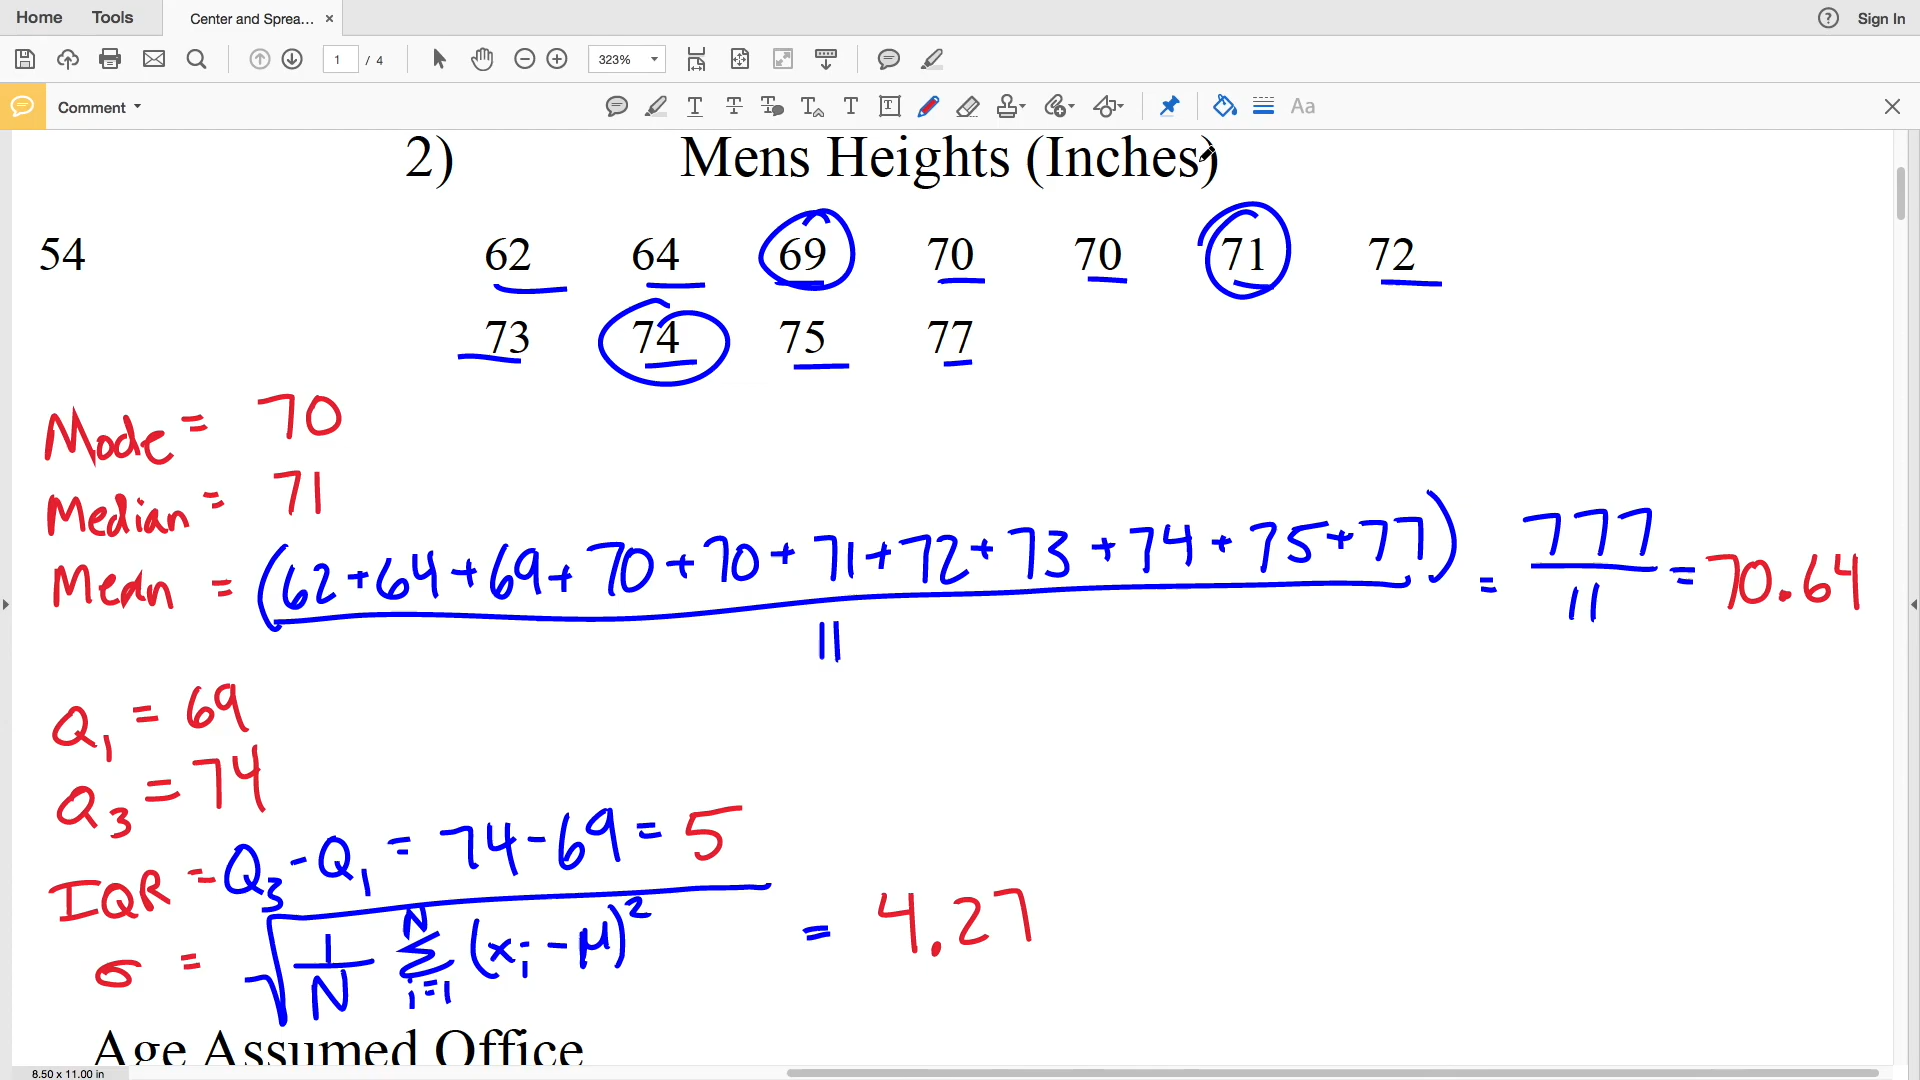 Home Tools Center and Sprea... × Sign In
1 / 4 323%
Comment Aa
2) Mens Heights (Inches)
54 62 64 69 70 70 71 72
73 74 75 77
Mode = 70
Median = 71
Mean = (62+64+69+70+70+71+72+73+74+75+77) / 11 = 777 / 11 = 70.64
Q₁ = 69
Q₃ = 74
IQR = Q₃ - Q₁ = 74 - 69 = 5
σ = √(1/N Σ_{i=1}^{N} (x_i - μ)²) = 4.27
Age Assumed Office
8.50 x 11.00 in